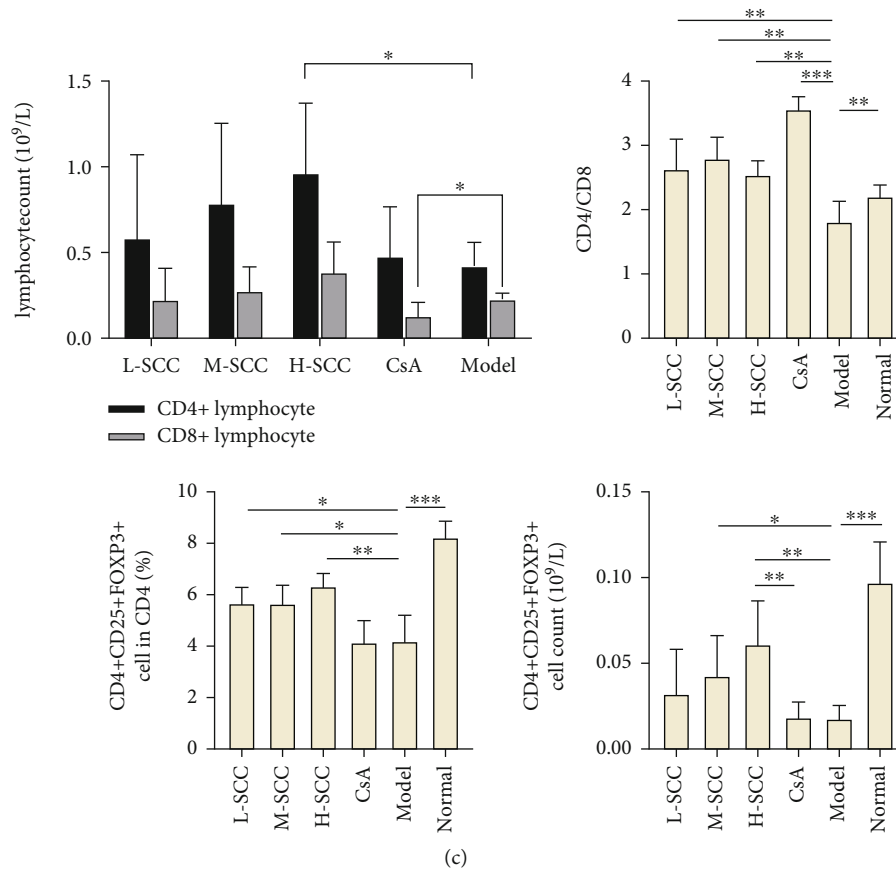 *
*
lymphocytecount (10⁹/L)
1.5
1.0
0.5
0.0
L-SCC M-SCC H-SCC CsA Model
CD4+ lymphocyte
CD8+ lymphocyte
**
**
**
***
**
CD4/CD8
4
3
2
1
0
L-SCC
M-SCC
H-SCC
CsA
Model
Normal
CD4+CD25+FOXP3+
cell in CD4 (%)
10
8
6
4
2
0
*
***
*
**
L-SCC
M-SCC
H-SCC
CsA
Model
Normal
CD4+CD25+FOXP3+
cell count (10⁹/L)
0.15
0.10
0.05
0.00
*
***
**
**
L-SCC
M-SCC
H-SCC
CsA
Model
Normal
(c)